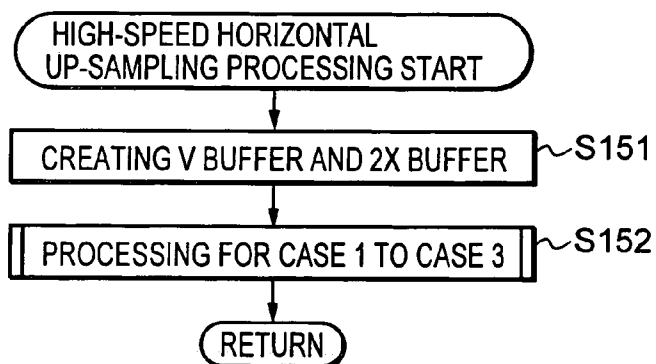 HIGH-SPEED HORIZONTAL
UP-SAMPLING PROCESSING START
CREATING V BUFFER AND 2X BUFFER
S151
PROCESSING FOR CASE 1 TO CASE 3
S152
RETURN